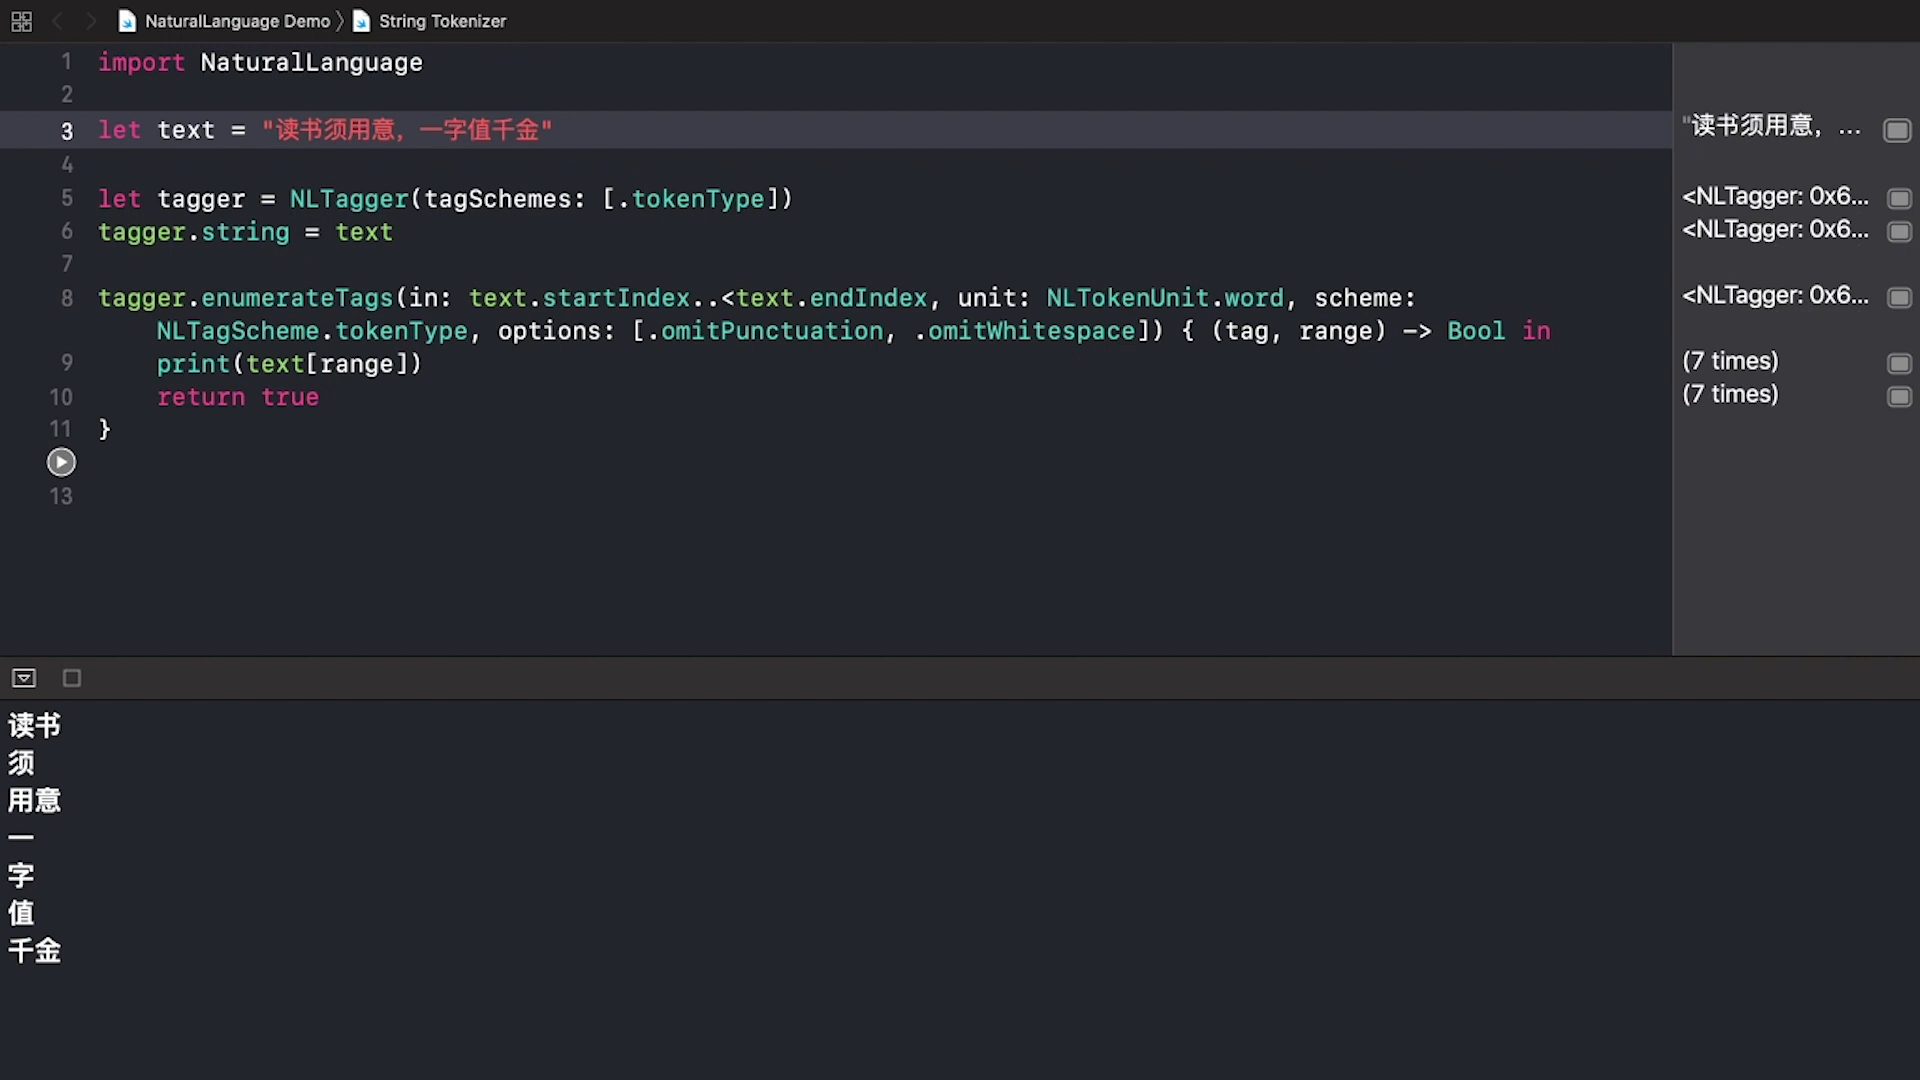 NaturalLanguage Demo 〉 String Tokenizer
1 import NaturalLanguage
2
3 let text = "读书须用意，一字值千金"
4
5 let tagger = NLTagger(tagSchemes: [.tokenType])
6 tagger.string = text
7
8 tagger.enumerateTags(in: text.startIndex..<text.endIndex, unit: NLTokenUnit.word, scheme:
NLTagScheme.tokenType, options: [.omitPunctuation, .omitWhitespace]) { (tag, range) -> Bool in
9 print(text[range])
10 return true
11 }
13
"读书须用意，...
<NLTagger: 0x6...
<NLTagger: 0x6...
<NLTagger: 0x6...
(7 times)
(7 times)
读书
须
用意
一
字
值
千金